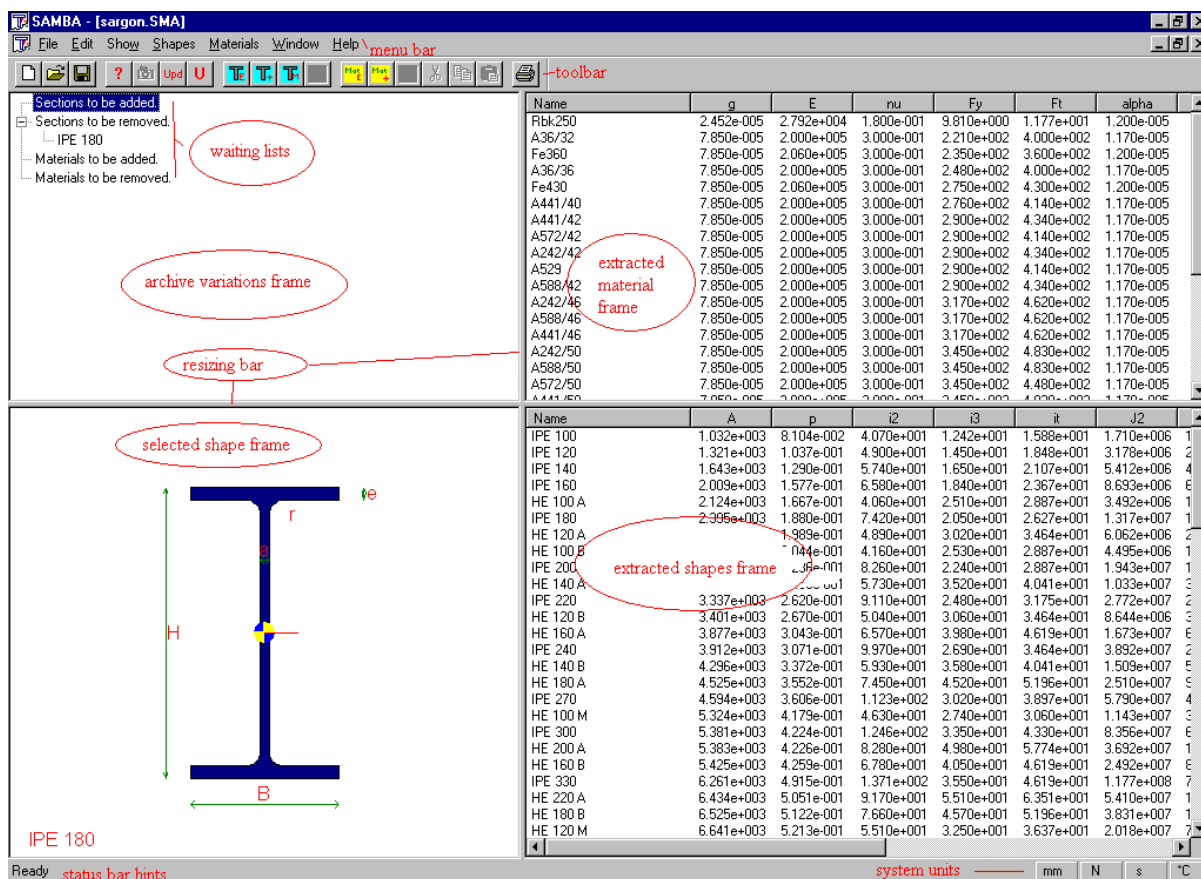 SAMBA - [sargon.SMA]
File Edit Show Shapes Materials Window Help menu bar
? Upd U TE T+ TM Mat E Mat + toolbar
Sections to be added.
Sections to be removed.
IPE 180
Materials to be added.
Materials to be removed.
waiting lists
archive variations frame
resizing bar
Name g E nu Fy Ft alpha
Rbk250 2.452e-005 2.792e+004 1.800e-001 9.810e+000 1.177e+001 1.200e-005
A36/32 7.850e-005 2.000e+005 3.000e-001 2.210e+002 4.000e+002 1.170e-005
Fe360 7.850e-005 2.060e+005 3.000e-001 2.350e+002 3.600e+002 1.200e-005
A36/36 7.850e-005 2.000e+005 3.000e-001 2.480e+002 4.000e+002 1.170e-005
Fe430 7.850e-005 2.060e+005 3.000e-001 2.750e+002 4.300e+002 1.200e-005
A441/40 7.850e-005 2.000e+005 3.000e-001 2.760e+002 4.140e+002 1.170e-005
A441/42 7.850e-005 2.000e+005 3.000e-001 2.900e+002 4.340e+002 1.170e-005
A572/42 7.850e-005 2.000e+005 3.000e-001 2.900e+002 4.140e+002 1.170e-005
A242/42 7.850e-005 2.000e+005 3.000e-001 2.900e+002 4.340e+002 1.170e-005
A529 7.850e-005 2.000e+005 3.000e-001 2.900e+002 4.140e+002 1.170e-005
A588/42 7.850e-005 2.000e+005 3.000e-001 2.900e+002 4.340e+002 1.170e-005
A242/46 7.850e-005 2.000e+005 3.000e-001 3.170e+002 4.620e+002 1.170e-005
A588/46 7.850e-005 2.000e+005 3.000e-001 3.170e+002 4.620e+002 1.170e-005
A441/46 7.850e-005 2.000e+005 3.000e-001 3.170e+002 4.620e+002 1.170e-005
A242/50 7.850e-005 2.000e+005 3.000e-001 3.450e+002 4.830e+002 1.170e-005
A588/50 7.850e-005 2.000e+005 3.000e-001 3.450e+002 4.830e+002 1.170e-005
A572/50 7.850e-005 2.000e+005 3.000e-001 3.450e+002 4.480e+002 1.170e-005
extracted
material
frame
selected shape frame
e
r
a
H
B
IPE 180
Name A p i2 i3 it J2
IPE 100 1.032e+003 8.104e-002 4.070e+001 1.242e+001 1.588e+001 1.710e+006 1
IPE 120 1.321e+003 1.037e-001 4.900e+001 1.450e+001 1.848e+001 3.178e+006 2
IPE 140 1.643e+003 1.290e-001 5.740e+001 1.650e+001 2.107e+001 5.412e+006 4
IPE 160 2.009e+003 1.577e-001 6.580e+001 1.840e+001 2.367e+001 8.693e+006 6
HE 100 A 2.124e+003 1.667e-001 4.060e+001 2.510e+001 2.887e+001 3.492e+006 1
IPE 180 2.395e+003 1.880e-001 7.420e+001 2.050e+001 2.627e+001 1.317e+007 1
HE 120 A 1.989e-001 4.890e+001 3.020e+001 3.464e+001 6.062e+006 2
HE 100 B 4.160e+001 2.530e+001 2.887e+001 4.495e+006 1
IPE 200 8.260e+001 2.240e+001 2.887e+001 1.943e+007 1
HE 140 A 5.730e+001 3.520e+001 4.041e+001 1.033e+007 3
IPE 220 3.337e+003 2.620e-001 9.110e+001 2.480e+001 3.175e+001 2.772e+007 2
HE 120 B 3.401e+003 2.670e-001 5.040e+001 3.060e+001 3.464e+001 8.644e+006 3
HE 160 A 3.877e+003 3.043e-001 6.570e+001 3.980e+001 4.619e+001 1.673e+007 6
IPE 240 3.912e+003 3.071e-001 9.970e+001 2.690e+001 3.464e+001 3.892e+007 2
HE 140 B 4.296e+003 3.372e-001 5.930e+001 3.580e+001 4.041e+001 1.509e+007 5
HE 180 A 4.525e+003 3.552e-001 7.450e+001 4.520e+001 5.196e+001 2.510e+007 9
IPE 270 4.594e+003 3.606e-001 1.123e+002 3.020e+001 3.897e+001 5.790e+007 4
HE 100 M 5.324e+003 4.179e-001 4.630e+001 2.740e+001 3.060e+001 1.143e+007 3
IPE 300 5.381e+003 4.224e-001 1.246e+002 3.350e+001 4.330e+001 8.356e+007 6
HE 200 A 5.383e+003 4.226e-001 8.280e+001 4.980e+001 5.774e+001 3.692e+007 1
HE 160 B 5.425e+003 4.259e-001 6.780e+001 4.050e+001 4.619e+001 2.492e+007 8
IPE 330 6.261e+003 4.915e-001 1.371e+002 3.550e+001 4.619e+001 1.177e+008 7
HE 220 A 6.434e+003 5.051e-001 9.170e+001 5.510e+001 6.351e+001 5.410e+007 1
HE 180 B 6.525e+003 5.122e-001 7.660e+001 4.570e+001 5.196e+001 3.831e+007 1
HE 120 M 6.641e+003 5.213e-001 5.510e+001 3.250e+001 3.637e+001 2.018e+007 7
extracted shapes frame
Ready status bar hints system units mm N s °C